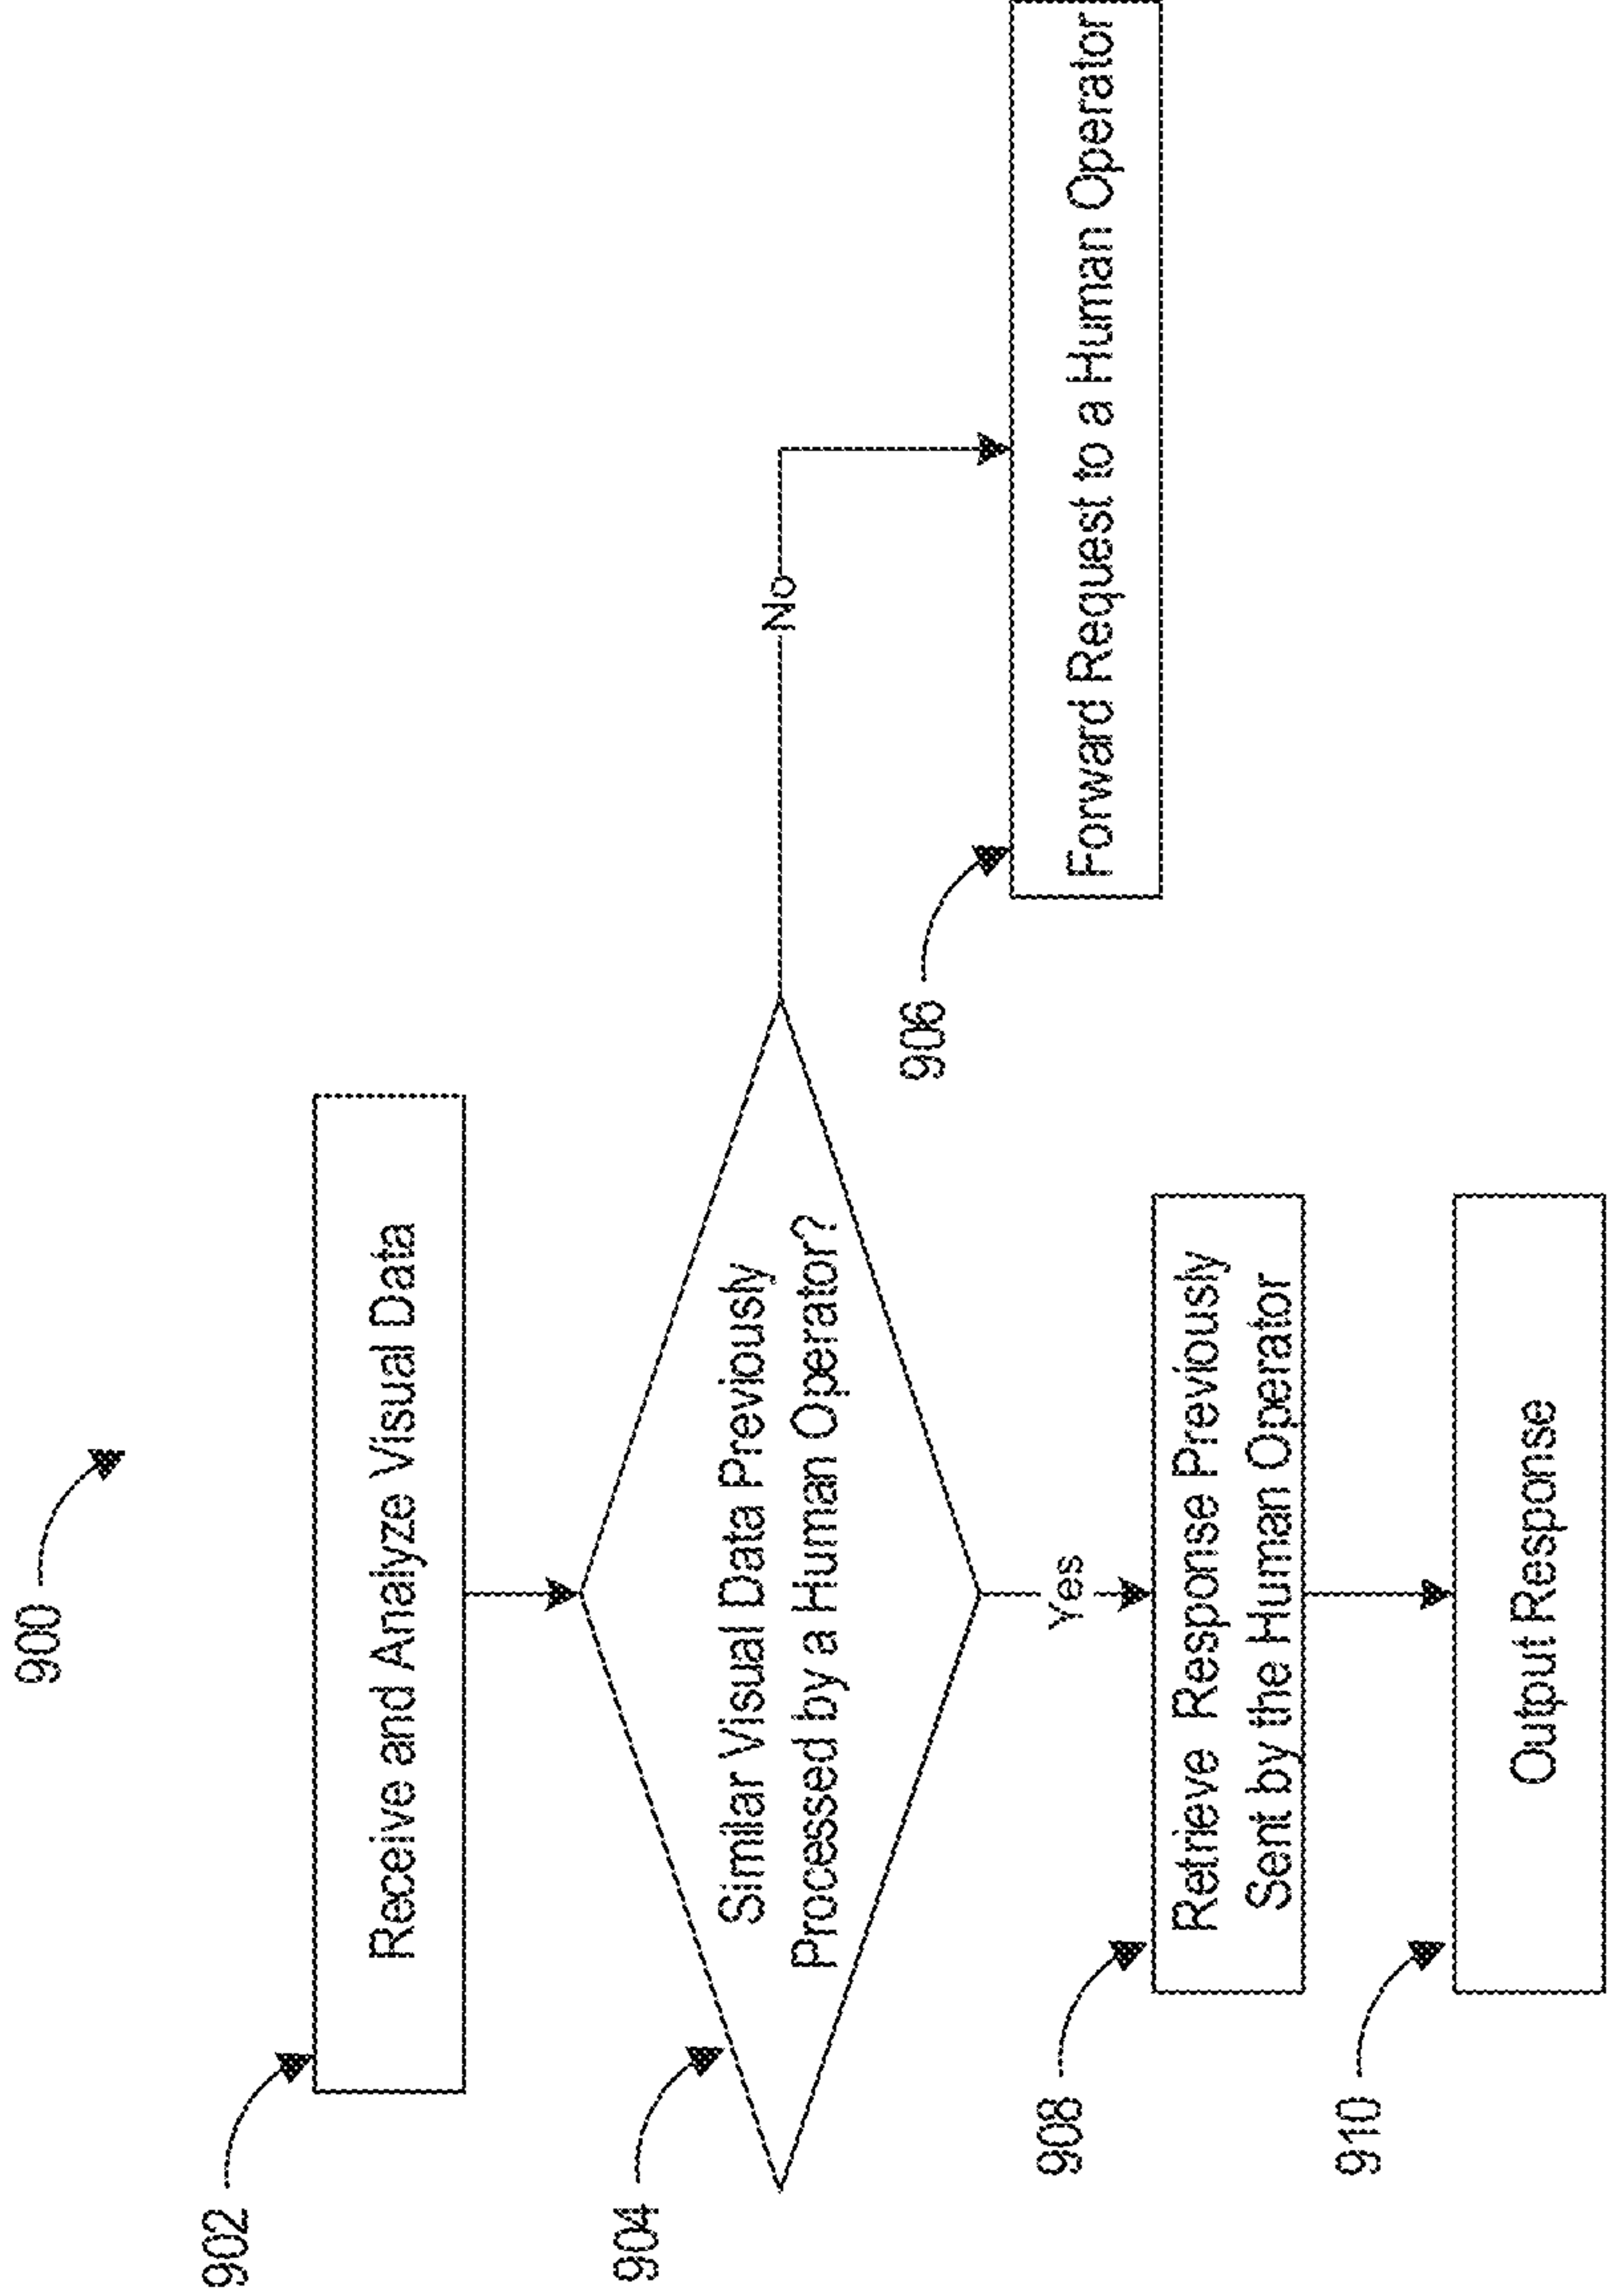 900
902
Receive and Analyze Visual Data
904
Similar Visual Data Previously
Processed by a Human Operator?
No
906
Forward Request to a Human Operator
Yes
908
Retrieve Response Previously
Sent by the Human Operator
910
Output Response